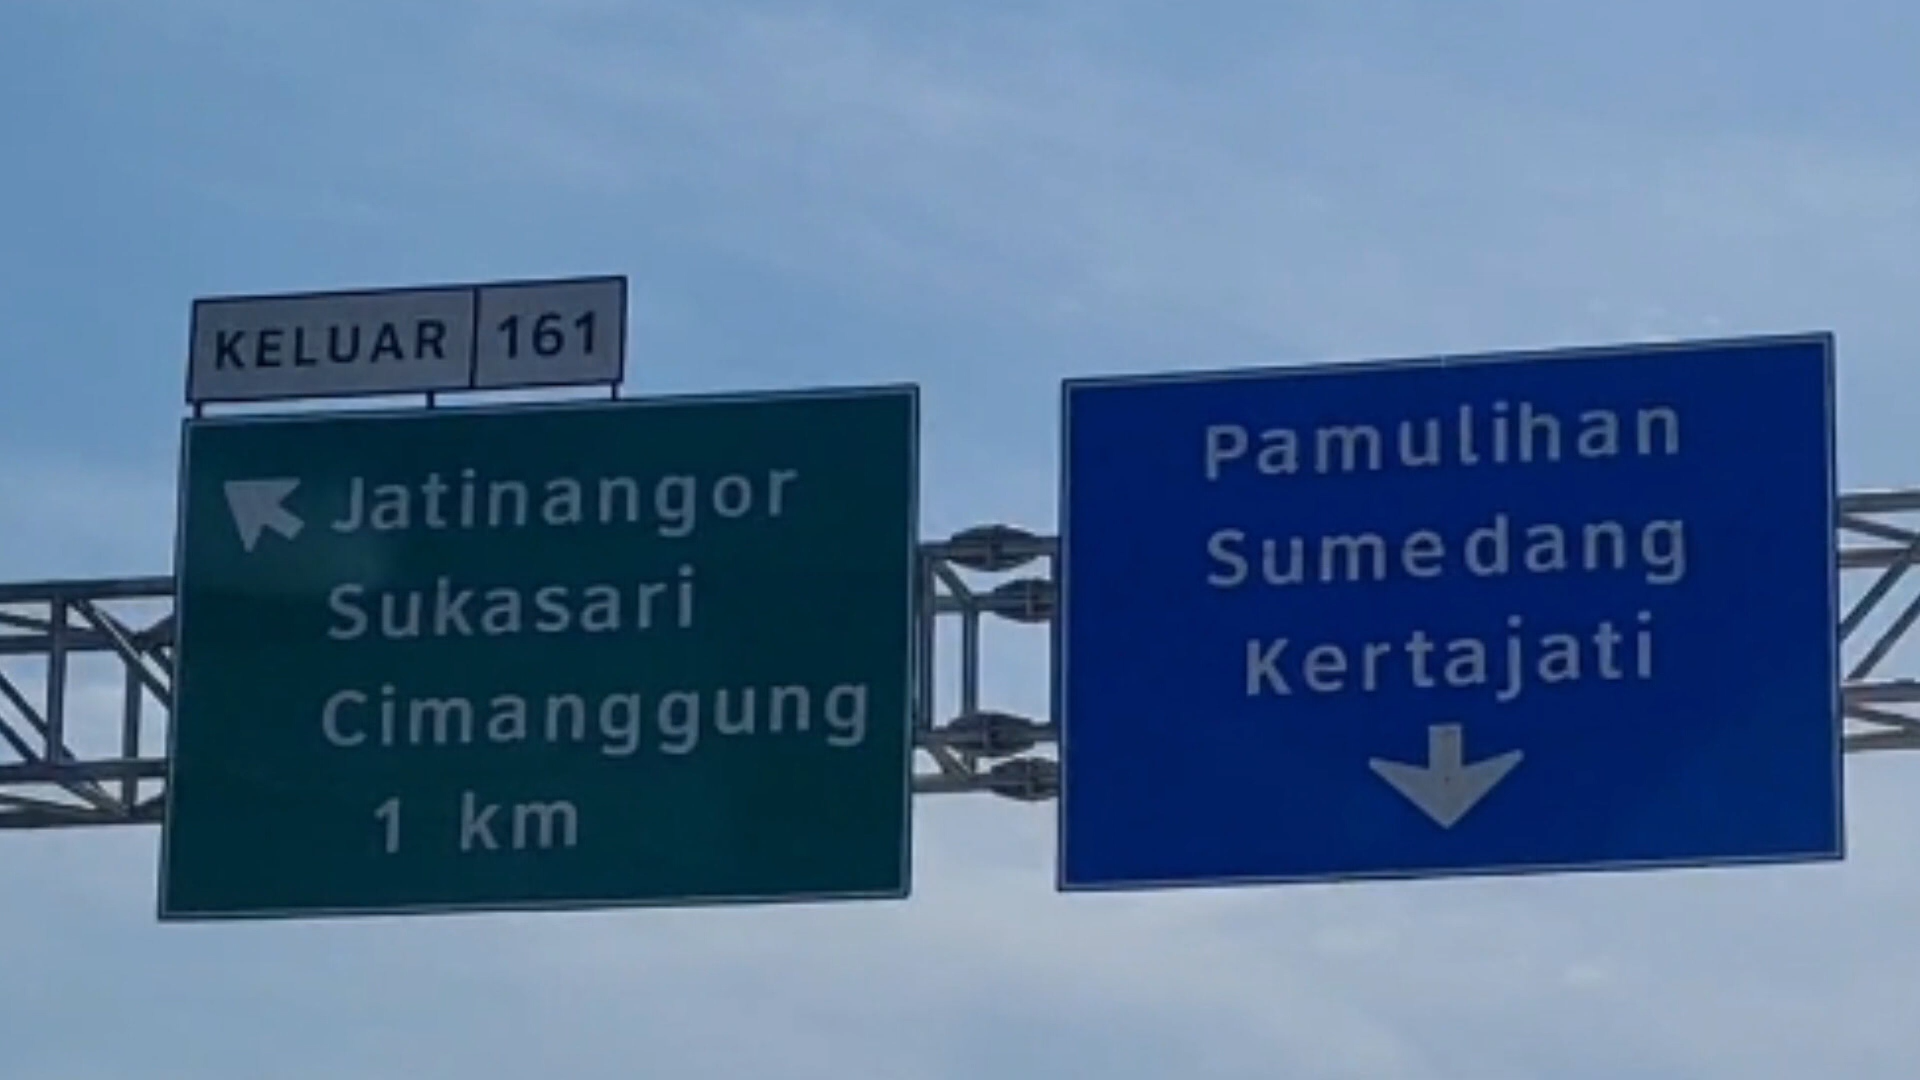 KELUAR 161
Jatinangor
Sukasari
Cimanggung
1 km
Pamulihan
Sumedang
Kertajati